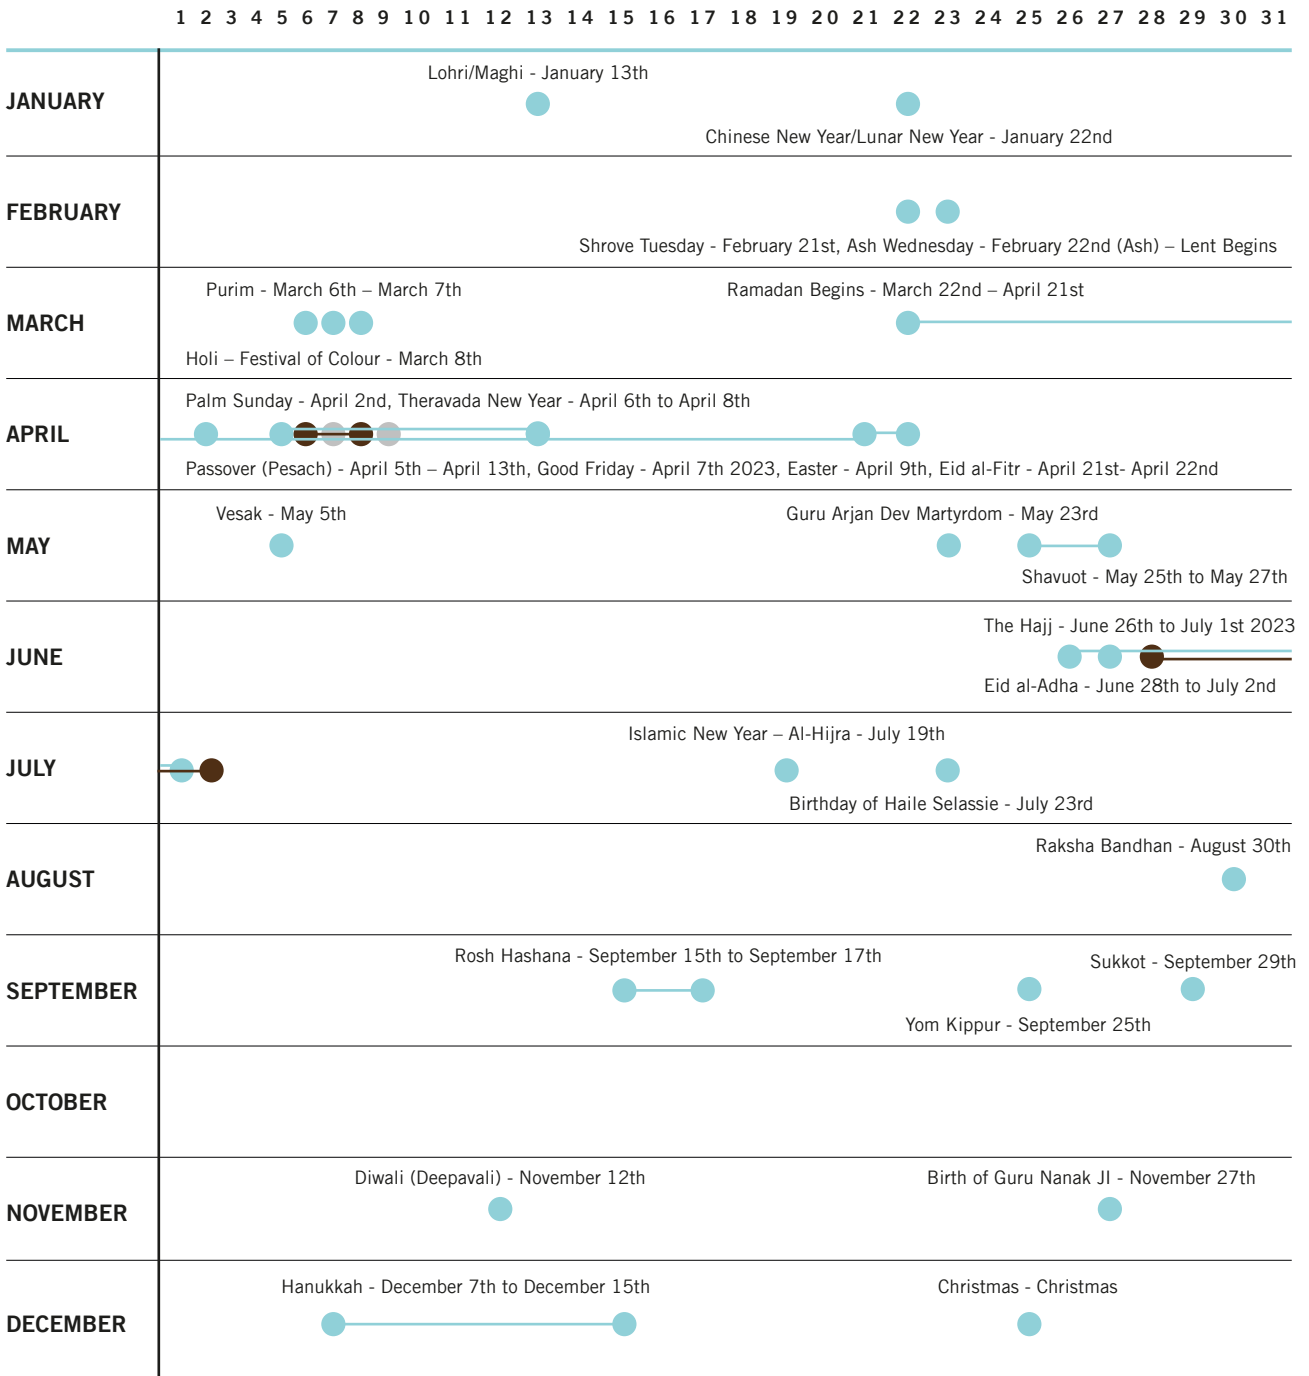 1 2 3 4 5 6 7 8 9 10 11 12 13 14 15 16 17 18 19 20 21 22 23 24 25 26 27 28 29 30 31
Lohri/Maghi - January 13th
JANUARY
Chinese New Year/Lunar New Year - January 22nd
FEBRUARY
Shrove Tuesday - February 21st, Ash Wednesday - February 22nd (Ash) – Lent Begins
Purim - March 6th – March 7th
Ramadan Begins - March 22nd – April 21st
MARCH
Holi – Festival of Colour - March 8th
Palm Sunday - April 2nd, Theravada New Year - April 6th to April 8th
APRIL
Passover (Pesach) - April 5th – April 13th, Good Friday - April 7th 2023, Easter - April 9th, Eid al-Fitr - April 21st- April 22nd
Vesak - May 5th
Guru Arjan Dev Martyrdom - May 23rd
MAY
Shavuot - May 25th to May 27th
The Hajj - June 26th to July 1st 2023
JUNE
Eid al-Adha - June 28th to July 2nd
Islamic New Year – Al-Hijra - July 19th
JULY
Birthday of Haile Selassie - July 23rd
Raksha Bandhan - August 30th
AUGUST
Rosh Hashana - September 15th to September 17th
Sukkot - September 29th
SEPTEMBER
Yom Kippur - September 25th
OCTOBER
Diwali (Deepavali) - November 12th
Birth of Guru Nanak JI - November 27th
NOVEMBER
Hanukkah - December 7th to December 15th
Christmas - Christmas
DECEMBER